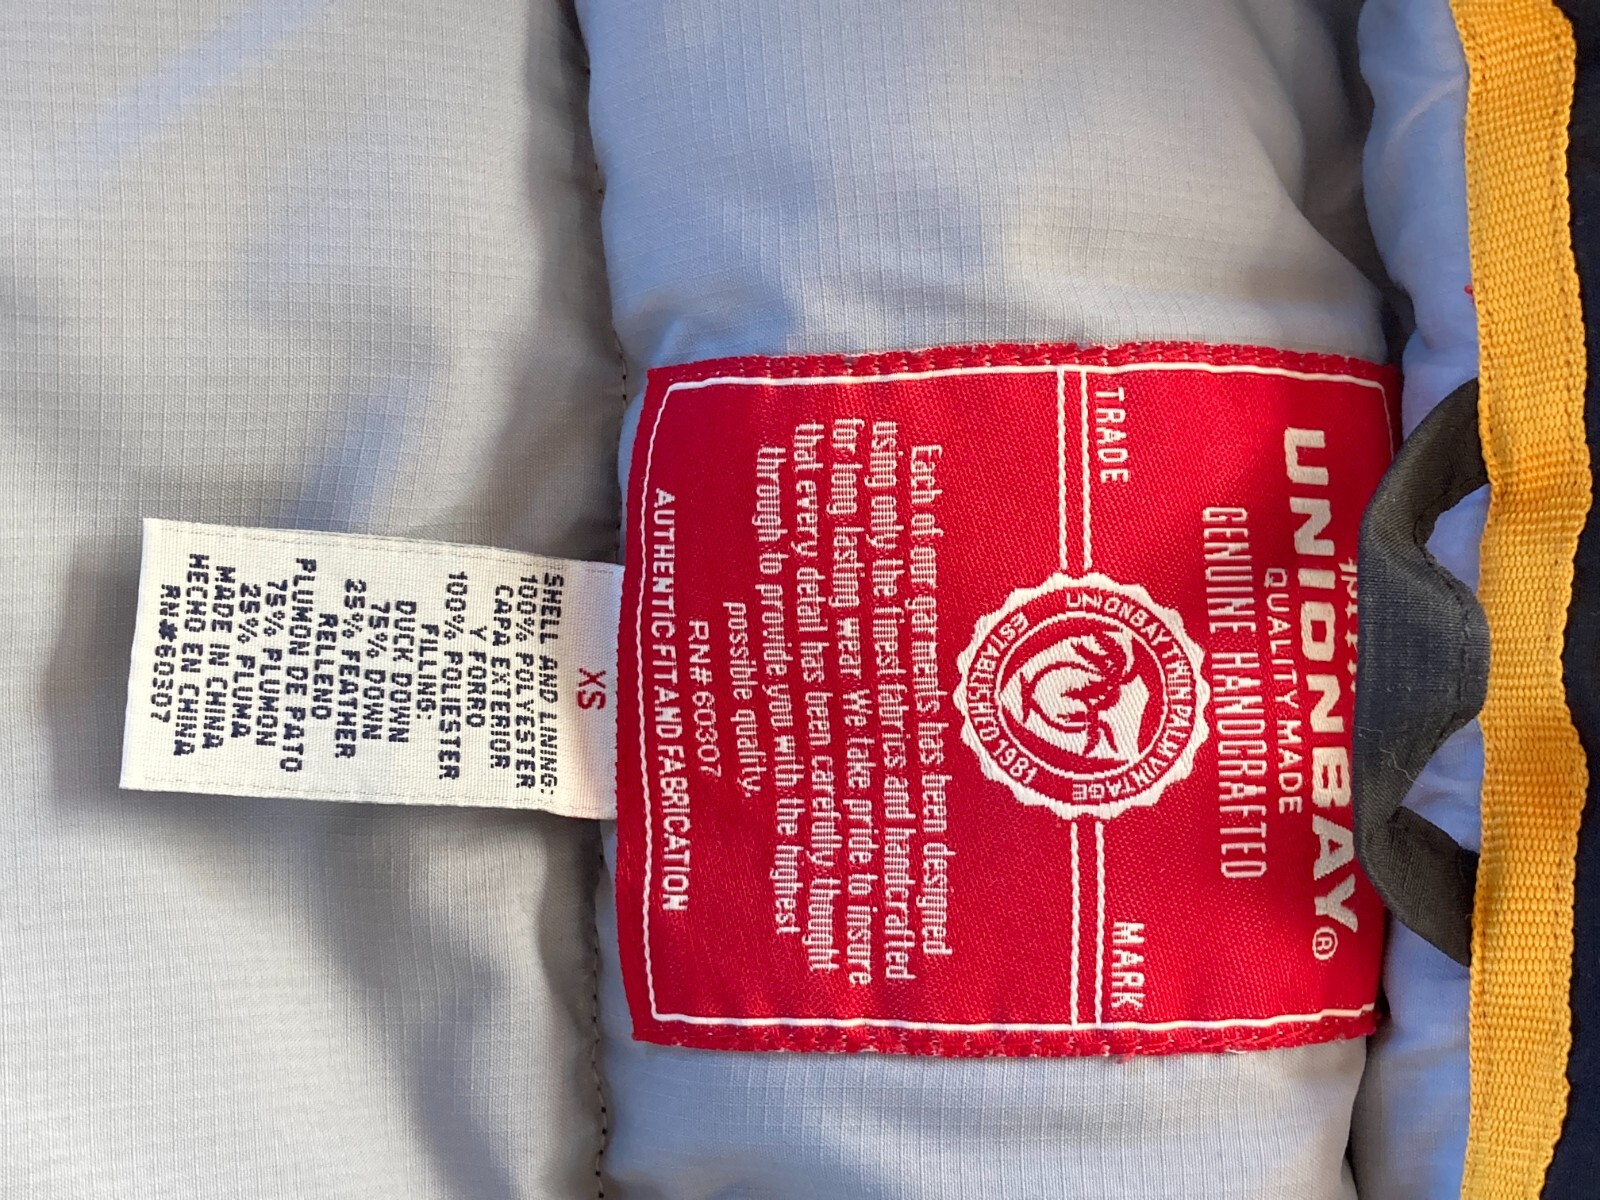 UNIONBAY®
QUALITY MADE
GENUINE HANDCRAFTED
TRADE MARK
UNIONBAY TWIN PALM VINTAGE
ESTABLISHED 1981
Each of our garments has been designed
using only the finest fabrics and handcrafted
for long lasting wear. We take pride to insure
that every detail has been carefully thought
through to provide you with the highest
possible quality.
RN# 60307
AUTHENTIC FIT AND FABRICATION
XS
SHELL AND LINING:
100% POLYESTER
CAPA EXTERIOR
Y FORRO
100% POLIESTER
FILLING:
DUCK DOWN
75% DOWN
25% FEATHER
RELLENO
PLUMON DE PATO
75% PLUMON
25% PLUMA
MADE IN CHINA
HECHO EN CHINA
RN#60307